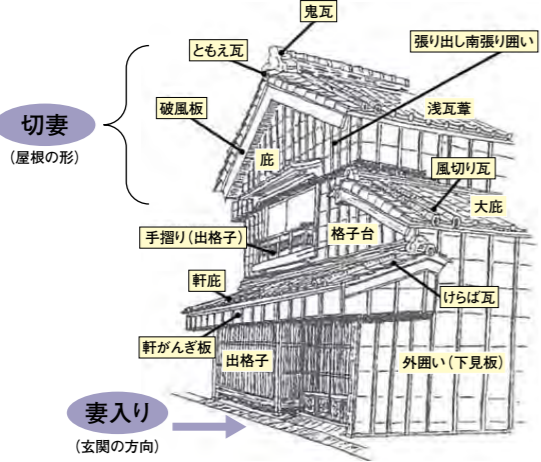 鬼瓦
ともえ瓦
張り出し南張り囲い
破風板
切妻
(屋根の形)
浅瓦葺
庇
風切り瓦
大庇
手摺り(出格子)
格子台
軒庇
けらば瓦
軒がんぎ板
出格子
外囲い(下見板)
妻入り
(玄関の方向)